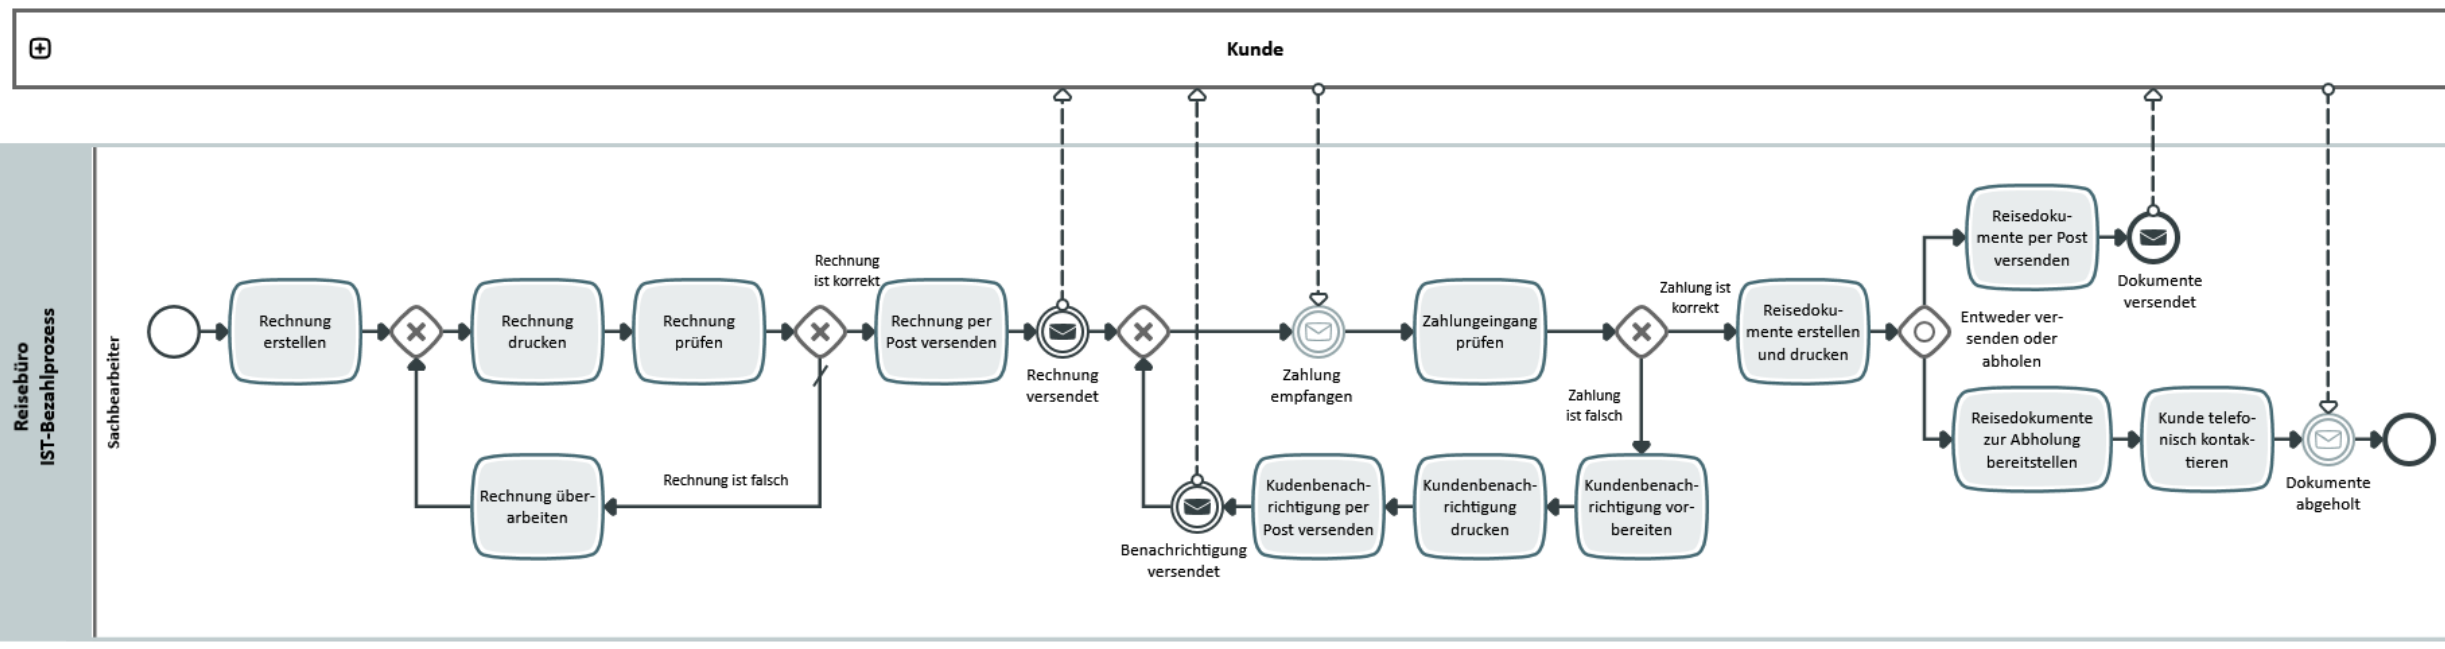 Kunde
Reisebüro
IST-Bezahlprozess
Sachbearbeiter
Rechnung
erstellen
Rechnung
drucken
Rechnung
prüfen
Rechnung
ist korrekt
Rechnung ist falsch
Rechnung über-
arbeiten
Rechnung per
Post versenden
Rechnung
versendet
Zahlung
empfangen
Zahlungeingang
prüfen
Zahlung ist
korrekt
Zahlung
ist falsch
Kundenbenach-
richtigung vor-
bereiten
Kundenbenach-
richtigung
drucken
Kudenbenach-
richtigung per
Post versenden
Benachrichtigung
versendet
Reisedoku-
mente erstellen
und drucken
Entweder ver-
senden oder
abholen
Reisedoku-
mente per Post
versenden
Dokumente
versendet
Reisedokumente
zur Abholung
bereitstellen
Kunde telefo-
nisch kontak-
tieren
Dokumente
abgeholt